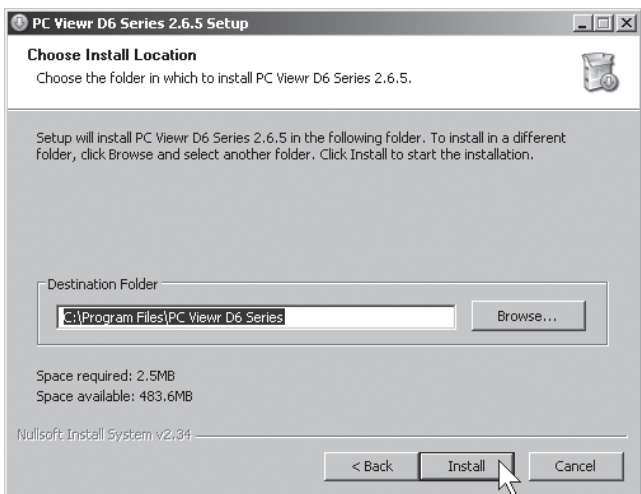 PC Viewr D6 Series 2.6.5 Setup
Choose Install Location
Choose the folder in which to install PC Viewr D6 Series 2.6.5.
Setup will install PC Viewr D6 Series 2.6.5 in the following folder. To install in a different
folder, click Browse and select another folder. Click Install to start the installation.
Destination Folder
C:\Program Files\PC Viewr D6 Series
Browse...
Space required: 2.5MB
Space available: 483.6MB
Nullsoft Install System v2.34
< Back
Install
Cancel